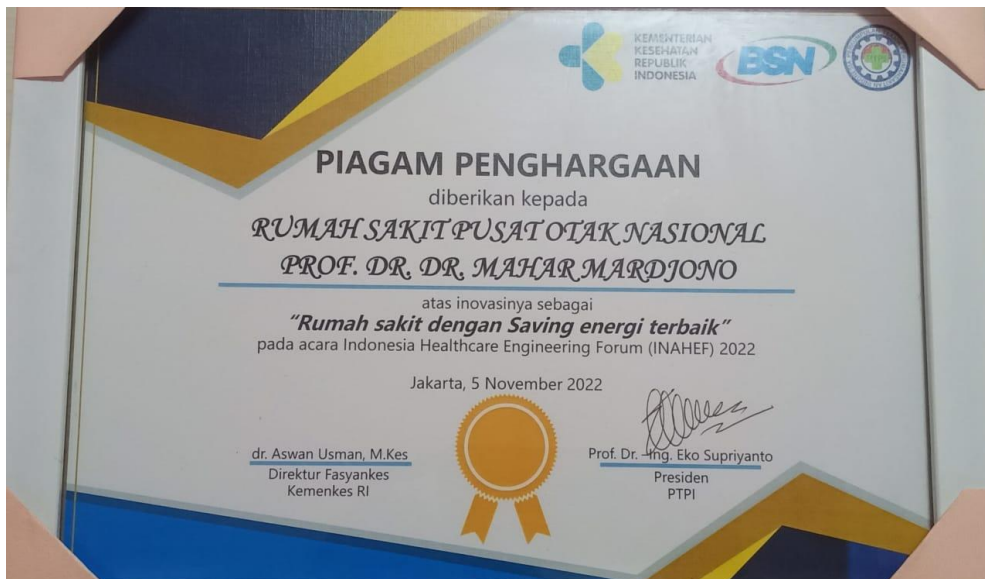 KEMENTERIAN
KESEHATAN
REPUBLIK
INDONESIA
BSN
PIAGAM PENGHARGAAN
diberikan kepada
RUMAH SAKIT PUSAT OTAK NASIONAL
PROF. DR. DR. MAHAR MARDJONO
atas inovasinya sebagai
“Rumah sakit dengan Saving energi terbaik”
pada acara Indonesia Healthcare Engineering Forum (INAHEF) 2022
Jakarta, 5 November 2022
dr. Aswan Usman, M.Kes
Direktur Fasyankes
Kemenkes RI
Prof. Dr. -Ing. Eko Supriyanto
Presiden
PTPI